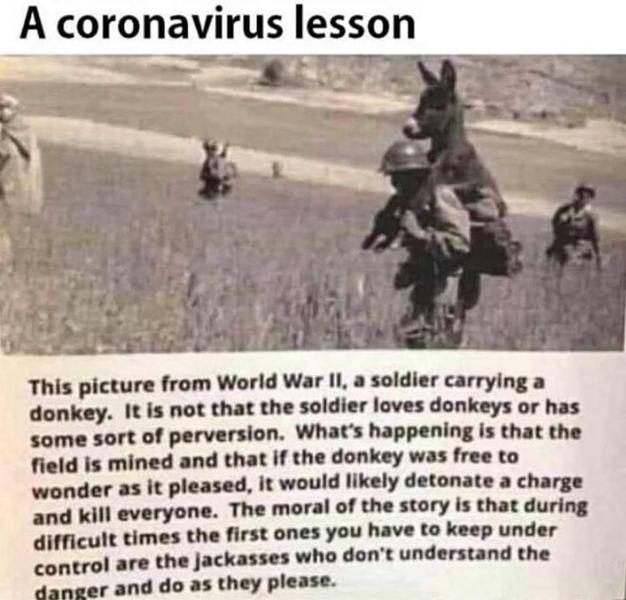 A coronavirus lesson
This picture from World War II, a soldier carrying a
donkey. It is not that the soldier loves donkeys or has
some sort of perversion. What's happening is that the
field is mined and that if the donkey was free to
wonder as it pleased, it would likely detonate a charge
and kill everyone. The moral of the story is that during
difficult times the first ones you have to keep under
control are the jackasses who don't understand the
danger and do as they please.